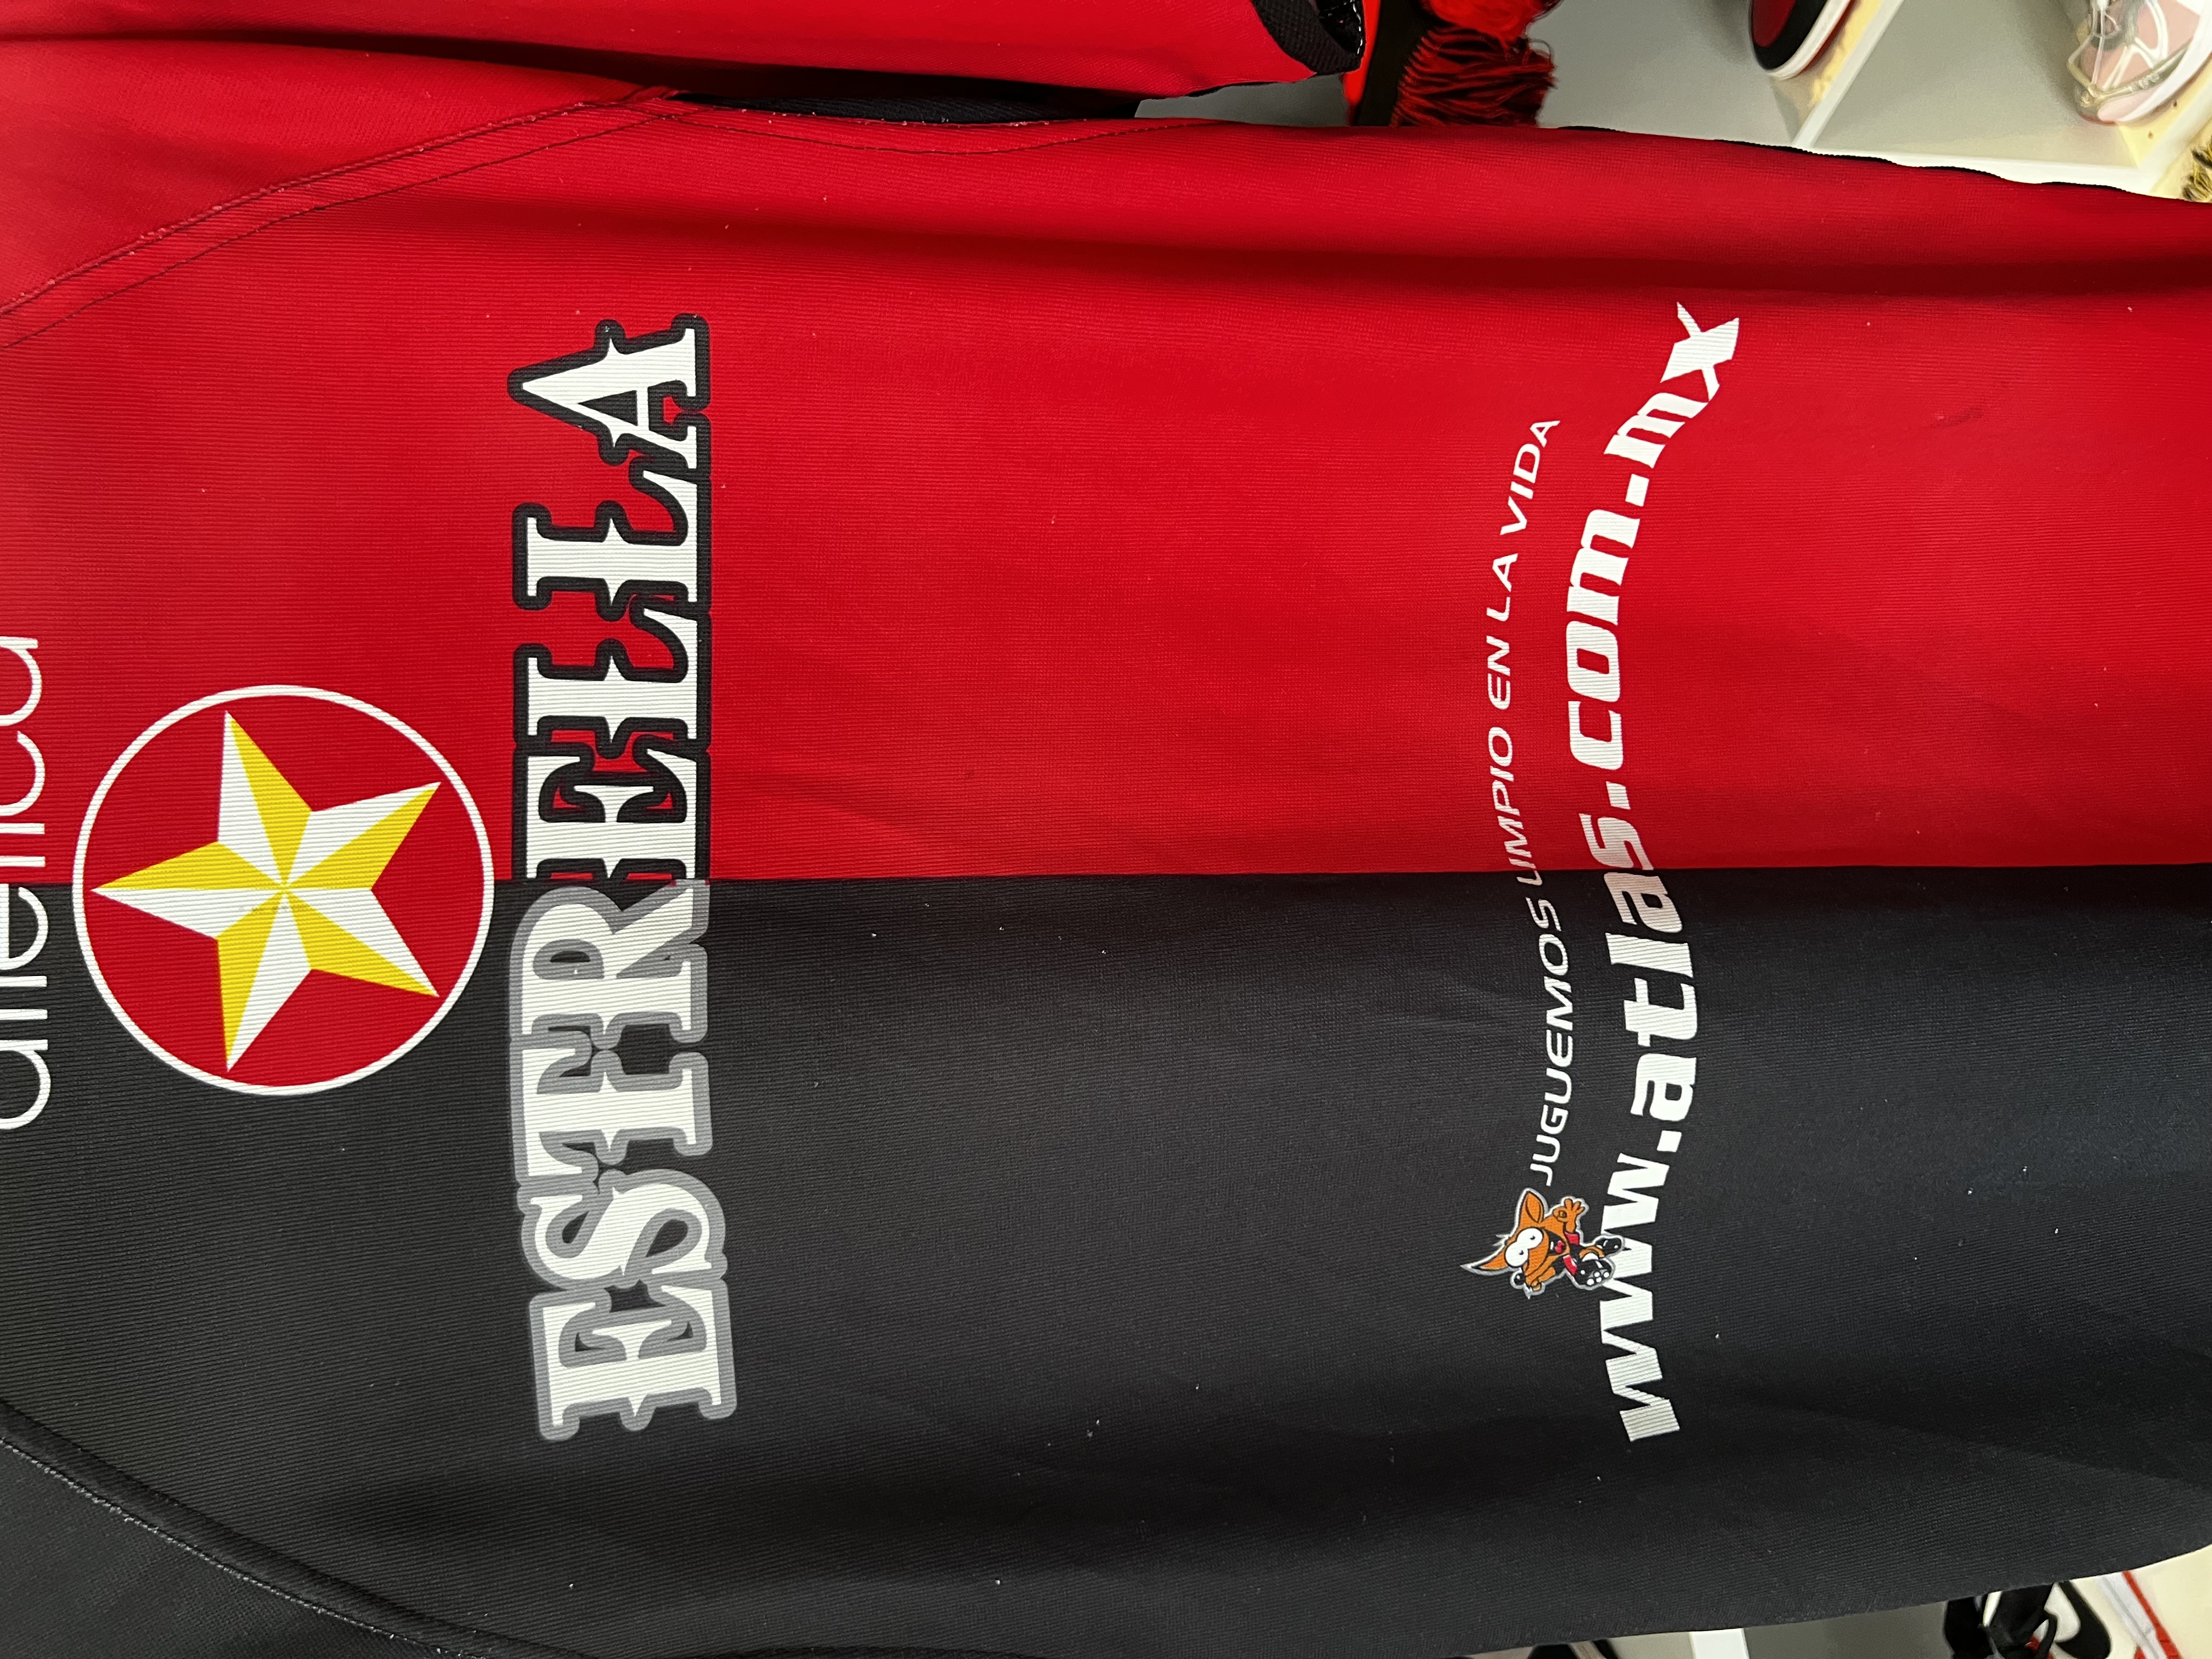 ESTRELLA
JUGUEMOS LIMPIO EN LA VIDA
www.atlas.com.mx